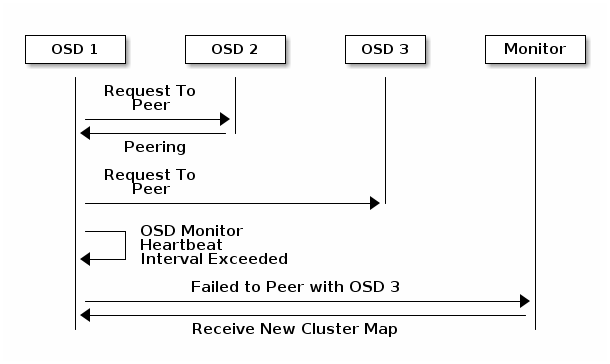 OSD 1
OSD 2
OSD 3
Monitor
Request To
Peer
Peering
Request To
Peer
OSD Monitor
Heartbeat
Interval Exceeded
Failed to Peer with OSD 3
Receive New Cluster Map